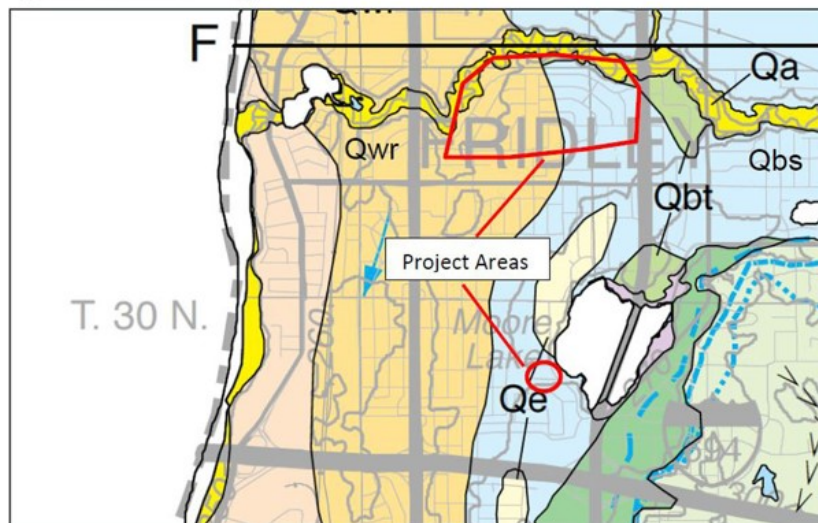 F
Qa
Qwr
FRIDLEY
Qbs
Qbt
Project Areas
T. 30 N.
Moore
Lake
Qe
694